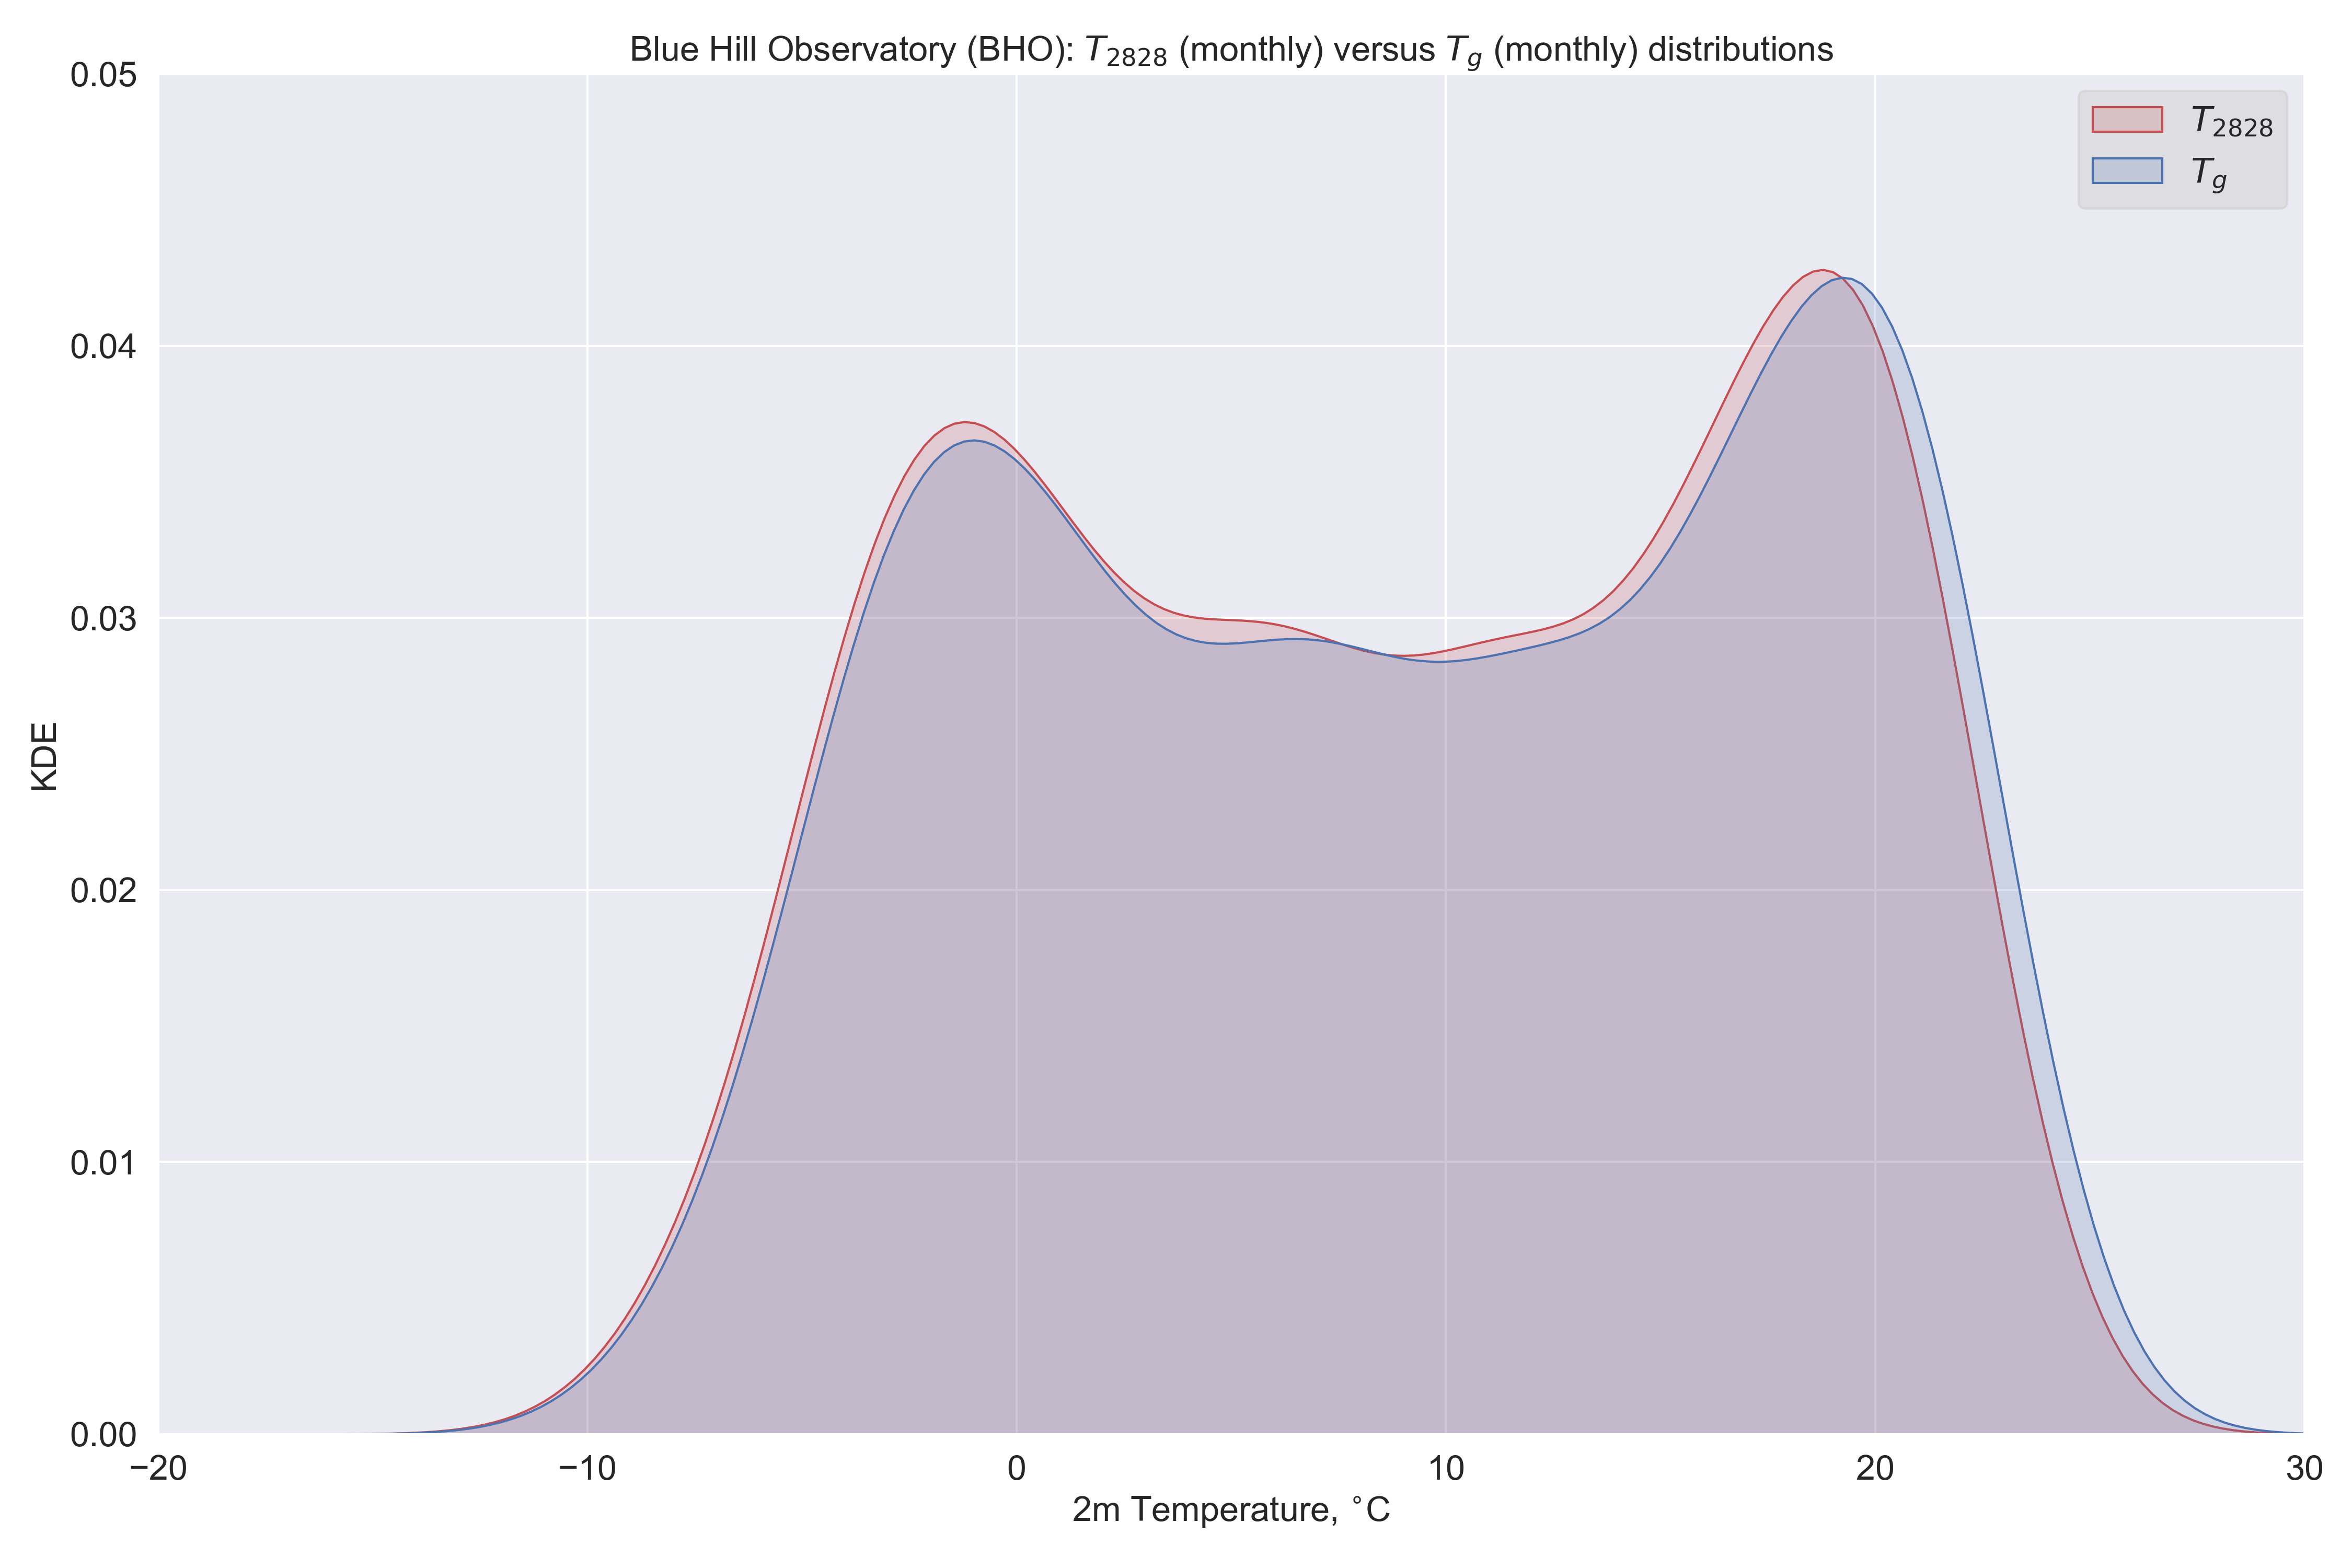 Blue Hill Observatory (BHO): T2828 (monthly) versus Tg (monthly) distributions
0.05
0.04
0.03
0.02
0.01
0.00
KDE
T2828
Tg
−20
−10
0
10
20
30
2m Temperature, °C